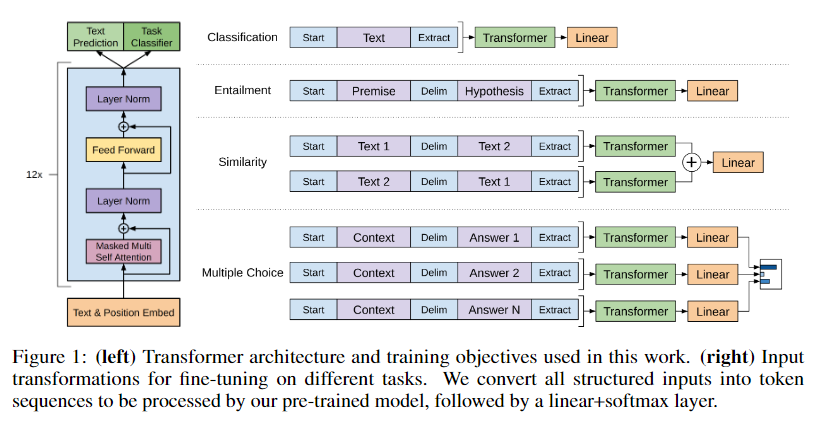 Text Prediction
Task Classifier
Layer Norm
Feed Forward
12x
Layer Norm
Masked Multi Self Attention
Text & Position Embed
Classification Start Text Extract Transformer Linear
Entailment Start Premise Delim Hypothesis Extract Transformer Linear
Similarity
Start Text 1 Delim Text 2 Extract Transformer
+ Linear
Start Text 2 Delim Text 1 Extract Transformer
Multiple Choice
Start Context Delim Answer 1 Extract Transformer Linear
Start Context Delim Answer 2 Extract Transformer Linear
Start Context Delim Answer N Extract Transformer Linear
Figure 1: (left) Transformer architecture and training objectives used in this work. (right) Input
transformations for fine-tuning on different tasks. We convert all structured inputs into token
sequences to be processed by our pre-trained model, followed by a linear+softmax layer.